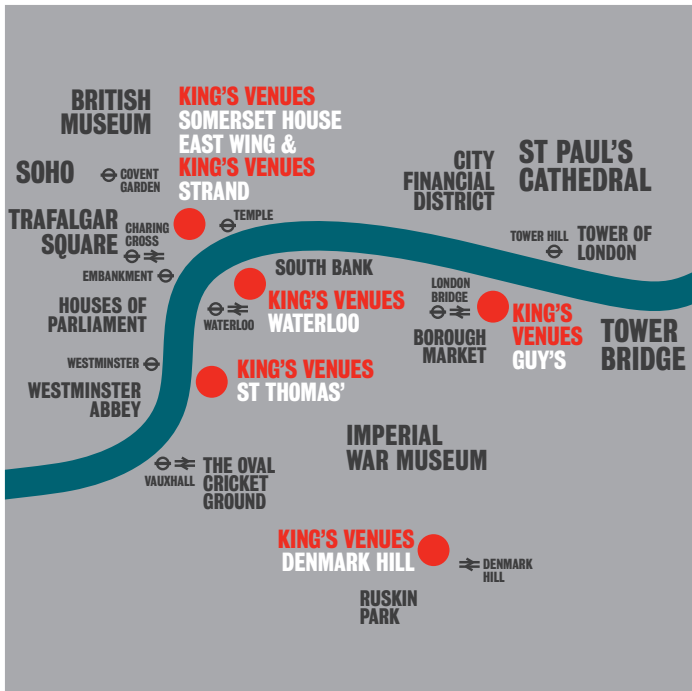 BRITISH
MUSEUM
KING'S VENUES
SOMERSET HOUSE
EAST WING &
KING'S VENUES
STRAND
SOHO
COVENT
GARDEN
CITY
FINANCIAL
DISTRICT
ST PAUL'S
CATHEDRAL
TRAFALGAR
SQUARE
CHARING
CROSS
TEMPLE
TOWER HILL
TOWER OF
LONDON
EMBANKMENT
SOUTH BANK
HOUSES OF
PARLIAMENT
WATERLOO
KING'S VENUES
WATERLOO
LONDON
BRIDGE
BOROUGH
MARKET
KING'S
VENUES
GUY'S
TOWER
BRIDGE
WESTMINSTER
WESTMINSTER
ABBEY
KING'S VENUES
ST THOMAS'
IMPERIAL
WAR MUSEUM
VAUXHALL
THE OVAL
CRICKET
GROUND
KING'S VENUES
DENMARK HILL
DENMARK
HILL
RUSKIN
PARK